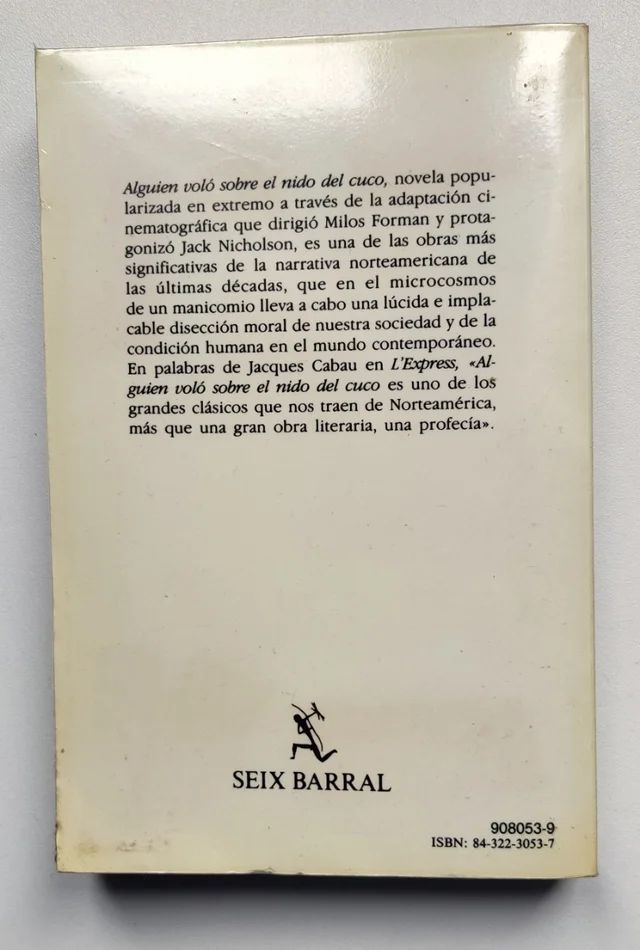 Alguien voló sobre el nido del cuco, novela popu-
larizada en extremo a través de la adaptación ci-
nematográfica que dirigió Milos Forman y prota-
gonizó Jack Nicholson, es una de las obras más
significativas de la narrativa norteamericana de
las últimas décadas, que en el microcosmos
de un manicomio lleva a cabo una lúcida e impla-
cable disección moral de nuestra sociedad y de la
condición humana en el mundo contemporáneo.
En palabras de Jacques Cabau en L'Express, «Al-
guien voló sobre el nido del cuco es uno de los
grandes clásicos que nos traen de Norteamérica,
más que una gran obra literaria, una profecía».
SEIX BARRAL
908053-9
ISBN: 84-322-3053-7